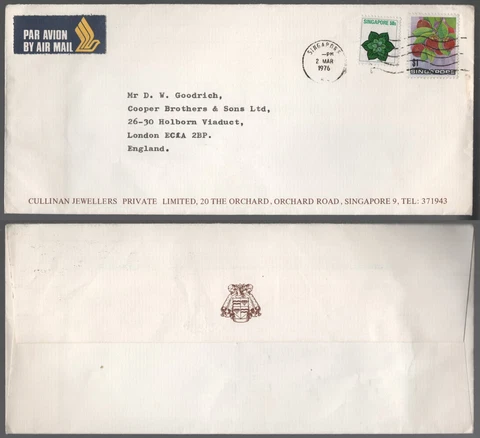 PAR AVION
BY AIR MAIL
SINGAPORE
—PM
2 MAR
1976
SINGAPORE
$1
SINGAPORE
Mr D. W. Goodrich,
Cooper Brothers & Sons Ltd,
26-30 Holborn Viaduct,
London ECKA 2BP.
England.
CULLINAN JEWELLERS PRIVATE LIMITED, 20 THE ORCHARD, ORCHARD ROAD, SINGAPORE 9, TEL: 371943